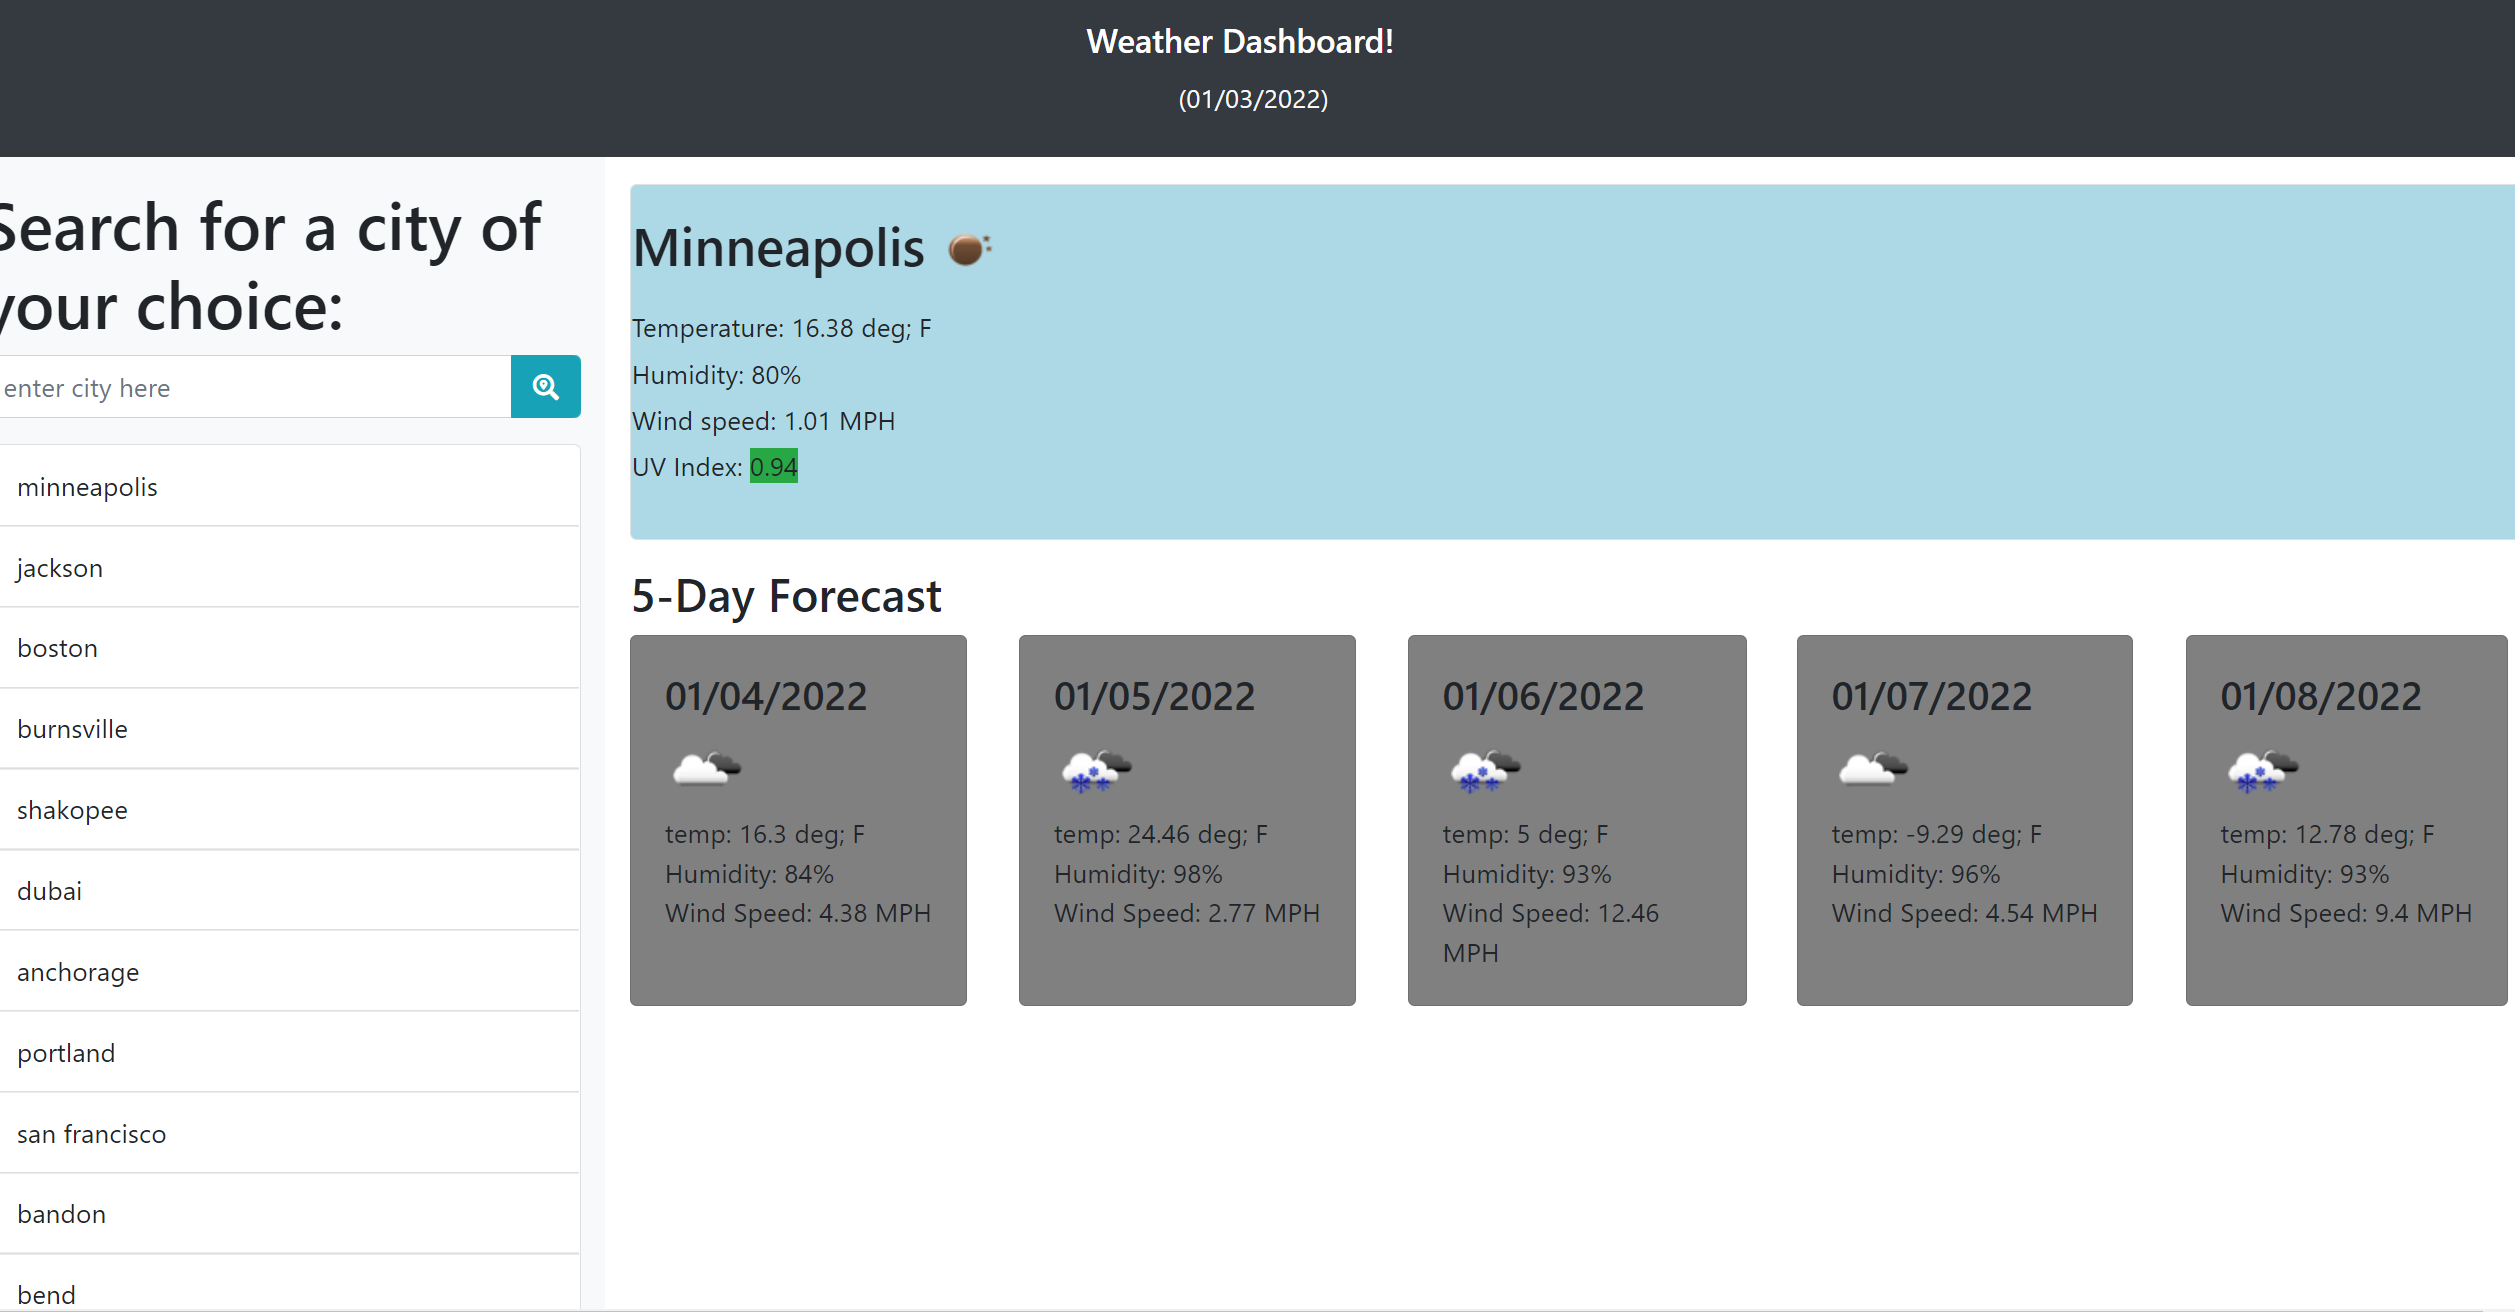 Weather Dashboard!
(01/03/2022)
Search for a city of
your choice:
enter city here
minneapolis
jackson
boston
burnsville
shakopee
dubai
anchorage
portland
san francisco
bandon
bend
Minneapolis
Temperature: 16.38 deg; F
Humidity: 80%
Wind speed: 1.01 MPH
UV Index: 0.94
5-Day Forecast
01/04/2022
temp: 16.3 deg; F
Humidity: 84%
Wind Speed: 4.38 MPH
01/05/2022
temp: 24.46 deg; F
Humidity: 98%
Wind Speed: 2.77 MPH
01/06/2022
temp: 5 deg; F
Humidity: 93%
Wind Speed: 12.46
MPH
01/07/2022
temp: -9.29 deg; F
Humidity: 96%
Wind Speed: 4.54 MPH
01/08/2022
temp: 12.78 deg; F
Humidity: 93%
Wind Speed: 9.4 MPH